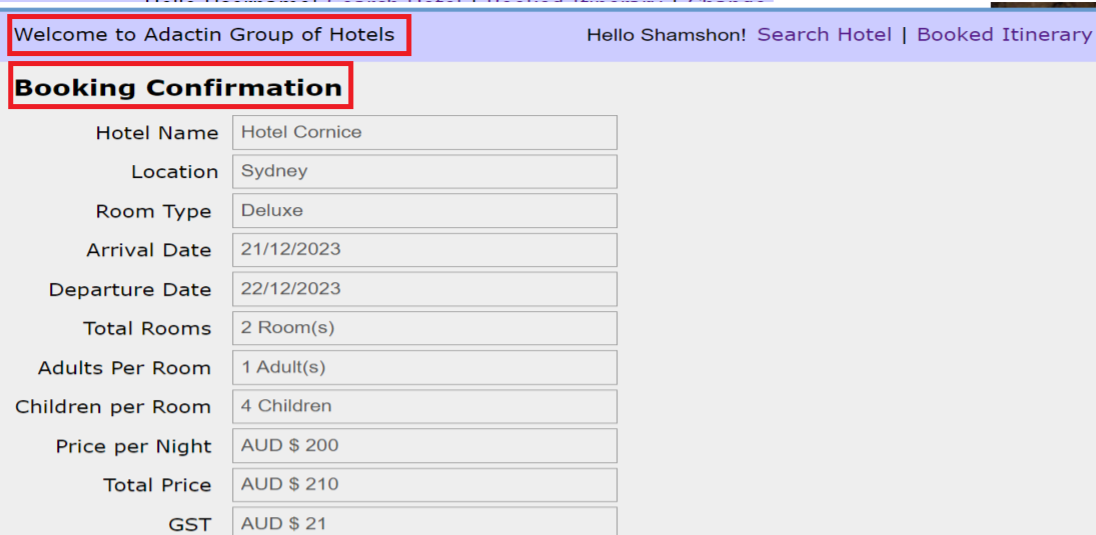 Welcome to Adactin Group of Hotels Hello Shamshon! Search Hotel | Booked Itinerary
Booking Confirmation
Hotel Name Hotel Cornice
Location Sydney
Room Type Deluxe
Arrival Date 21/12/2023
Departure Date 22/12/2023
Total Rooms 2 Room(s)
Adults Per Room 1 Adult(s)
Children per Room 4 Children
Price per Night AUD $ 200
Total Price AUD $ 210
GST AUD $ 21